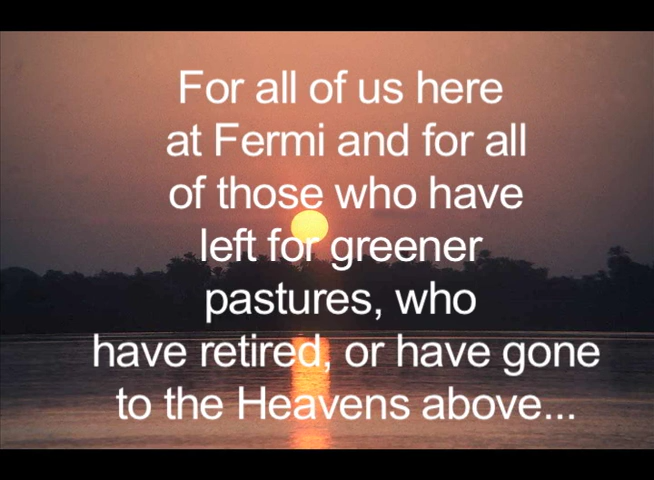 For all of us here
at Fermi and for all
of those who have
left for greener
pastures, who
have retired, or have gone
to the Heavens above...